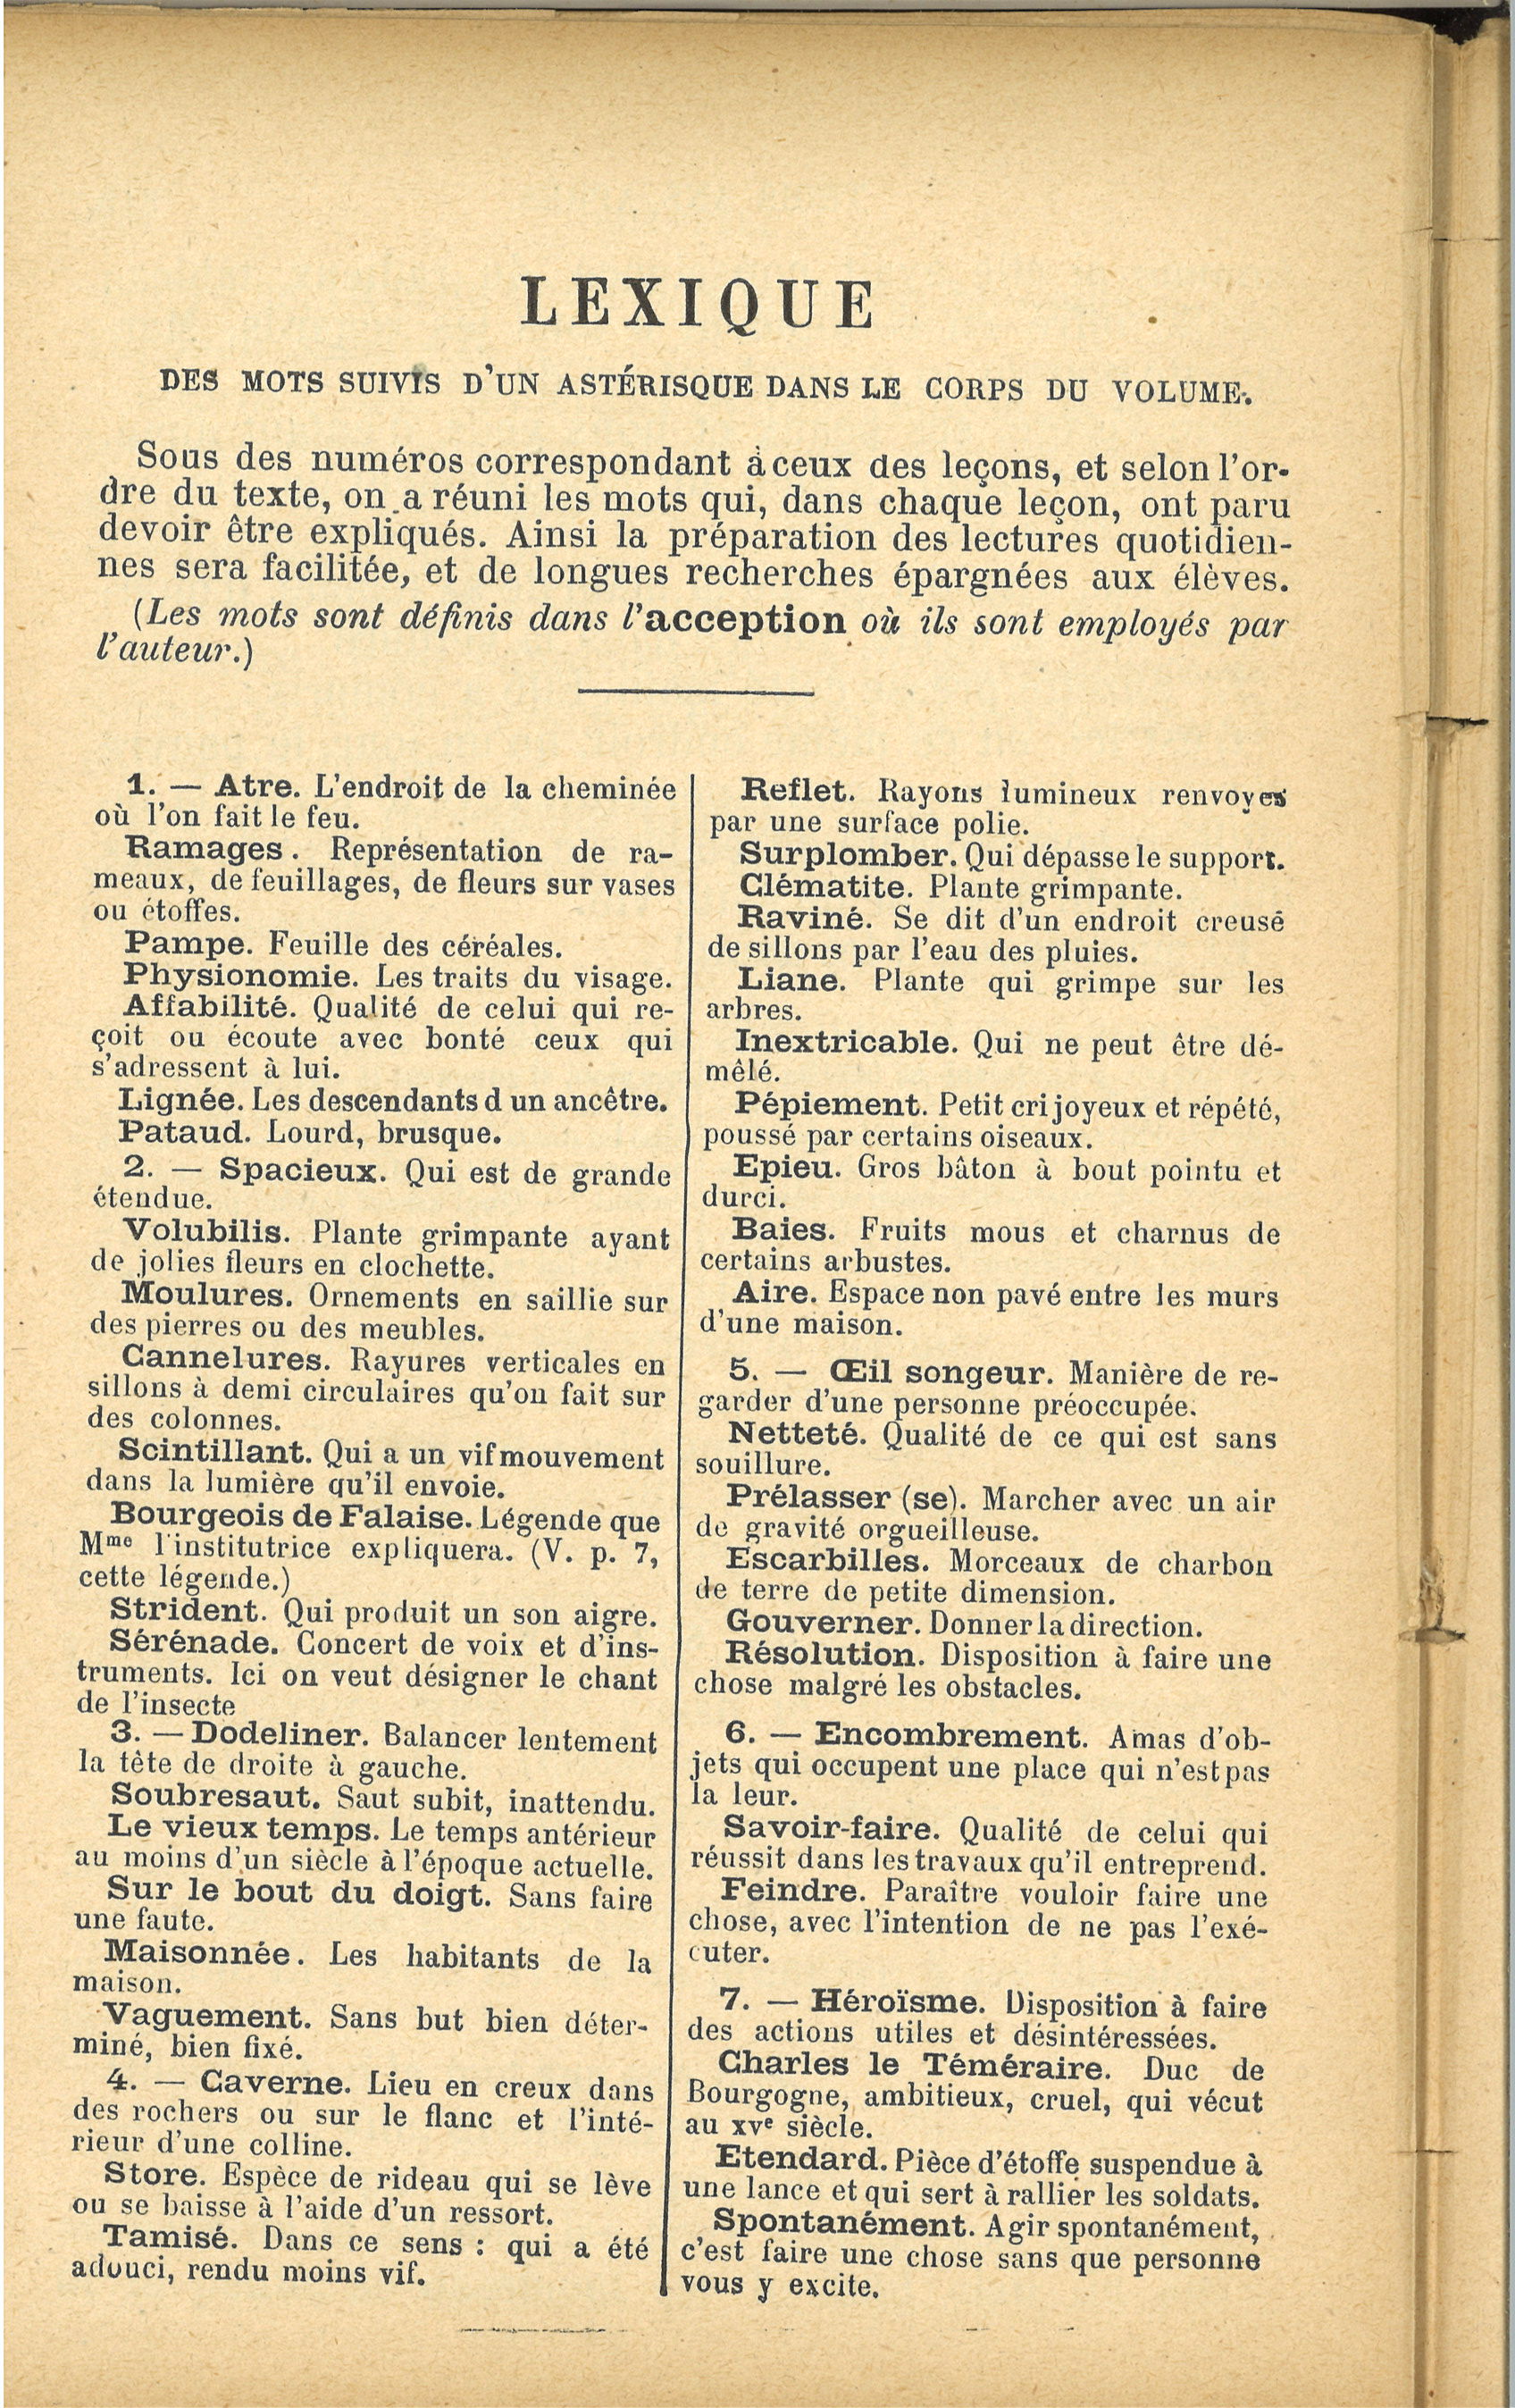 LEXIQUE
DES MOTS SUIVIS D'UN ASTÉRISQUE DANS LE CORPS DU VOLUME.
Sous des numéros correspondant à ceux des leçons, et selon l'or-
dre du texte, on a réuni les mots qui, dans chaque leçon, ont paru
devoir être expliqués. Ainsi la préparation des lectures quotidien-
nes sera facilitée, et de longues recherches épargnées aux élèves.
(Les mots sont définis dans l'acception où ils sont employés par
l'auteur.)
1. — Atre. L'endroit de la cheminée
où l'on fait le feu.
Ramages. Représentation de ra-
meaux, de feuillages, de fleurs sur vases
ou étoffes.
Pampe. Feuille des céréales.
Physionomie. Les traits du visage.
Affabilité. Qualité de celui qui re-
çoit ou écoute avec bonté ceux qui
s'adressent à lui.
Lignée. Les descendants d un ancêtre.
Pataud. Lourd, brusque.
2. — Spacieux. Qui est de grande
étendue.
Volubilis. Plante grimpante ayant
de jolies fleurs en clochette.
Moulures. Ornements en saillie sur
des pierres ou des meubles.
Cannelures. Rayures verticales en
sillons à demi circulaires qu'on fait sur
des colonnes.
Scintillant. Qui a un vif mouvement
dans la lumière qu'il envoie.
Bourgeois de Falaise. Légende que
Mme l'institutrice expliquera. (V. p. 7,
cette légende.)
Strident. Qui produit un son aigre.
Sérénade. Concert de voix et d'ins-
truments. Ici on veut désigner le chant
de l'insecte
3. — Dodeliner. Balancer lentement
la tête de droite à gauche.
Soubresaut. Saut subit, inattendu.
Le vieux temps. Le temps antérieur
au moins d'un siècle à l'époque actuelle.
Sur le bout du doigt. Sans faire
une faute.
Maisonnée. Les habitants de la
maison.
Vaguement. Sans but bien déter-
miné, bien fixé.
4. — Caverne. Lieu en creux dans
des rochers ou sur le flanc et l'inté-
rieur d'une colline.
Store. Espèce de rideau qui se lève
ou se baisse à l'aide d'un ressort.
Tamisé. Dans ce sens : qui a été
adouci, rendu moins vif.
Reflet. Rayons lumineux renvoyés
par une surface polie.
Surplomber. Qui dépasse le support.
Clématite. Plante grimpante.
Raviné. Se dit d'un endroit creusé
de sillons par l'eau des pluies.
Liane. Plante qui grimpe sur les
arbres.
Inextricable. Qui ne peut être dé-
mêlé.
Pépiement. Petit cri joyeux et répété,
poussé par certains oiseaux.
Epieu. Gros bâton à bout pointu et
durci.
Baies. Fruits mous et charnus de
certains arbustes.
Aire. Espace non pavé entre les murs
d'une maison.
5. — Œil songeur. Manière de re-
garder d'une personne préoccupée.
Netteté. Qualité de ce qui est sans
souillure.
Prélasser (se). Marcher avec un air
de gravité orgueilleuse.
Escarbilles. Morceaux de charbon
de terre de petite dimension.
Gouverner. Donner la direction.
Résolution. Disposition à faire une
chose malgré les obstacles.
6. — Encombrement. Amas d'ob-
jets qui occupent une place qui n'est pas
la leur.
Savoir-faire. Qualité de celui qui
réussit dans les travaux qu'il entreprend.
Feindre. Paraître vouloir faire une
chose, avec l'intention de ne pas l'exé-
cuter.
7. — Héroïsme. Disposition à faire
des actions utiles et désintéressées.
Charles le Téméraire. Duc de
Bourgogne, ambitieux, cruel, qui vécut
au xve siècle.
Etendard. Pièce d'étoffe suspendue à
une lance et qui sert à rallier les soldats.
Spontanément. Agir spontanément,
c'est faire une chose sans que personne
vous y excite.